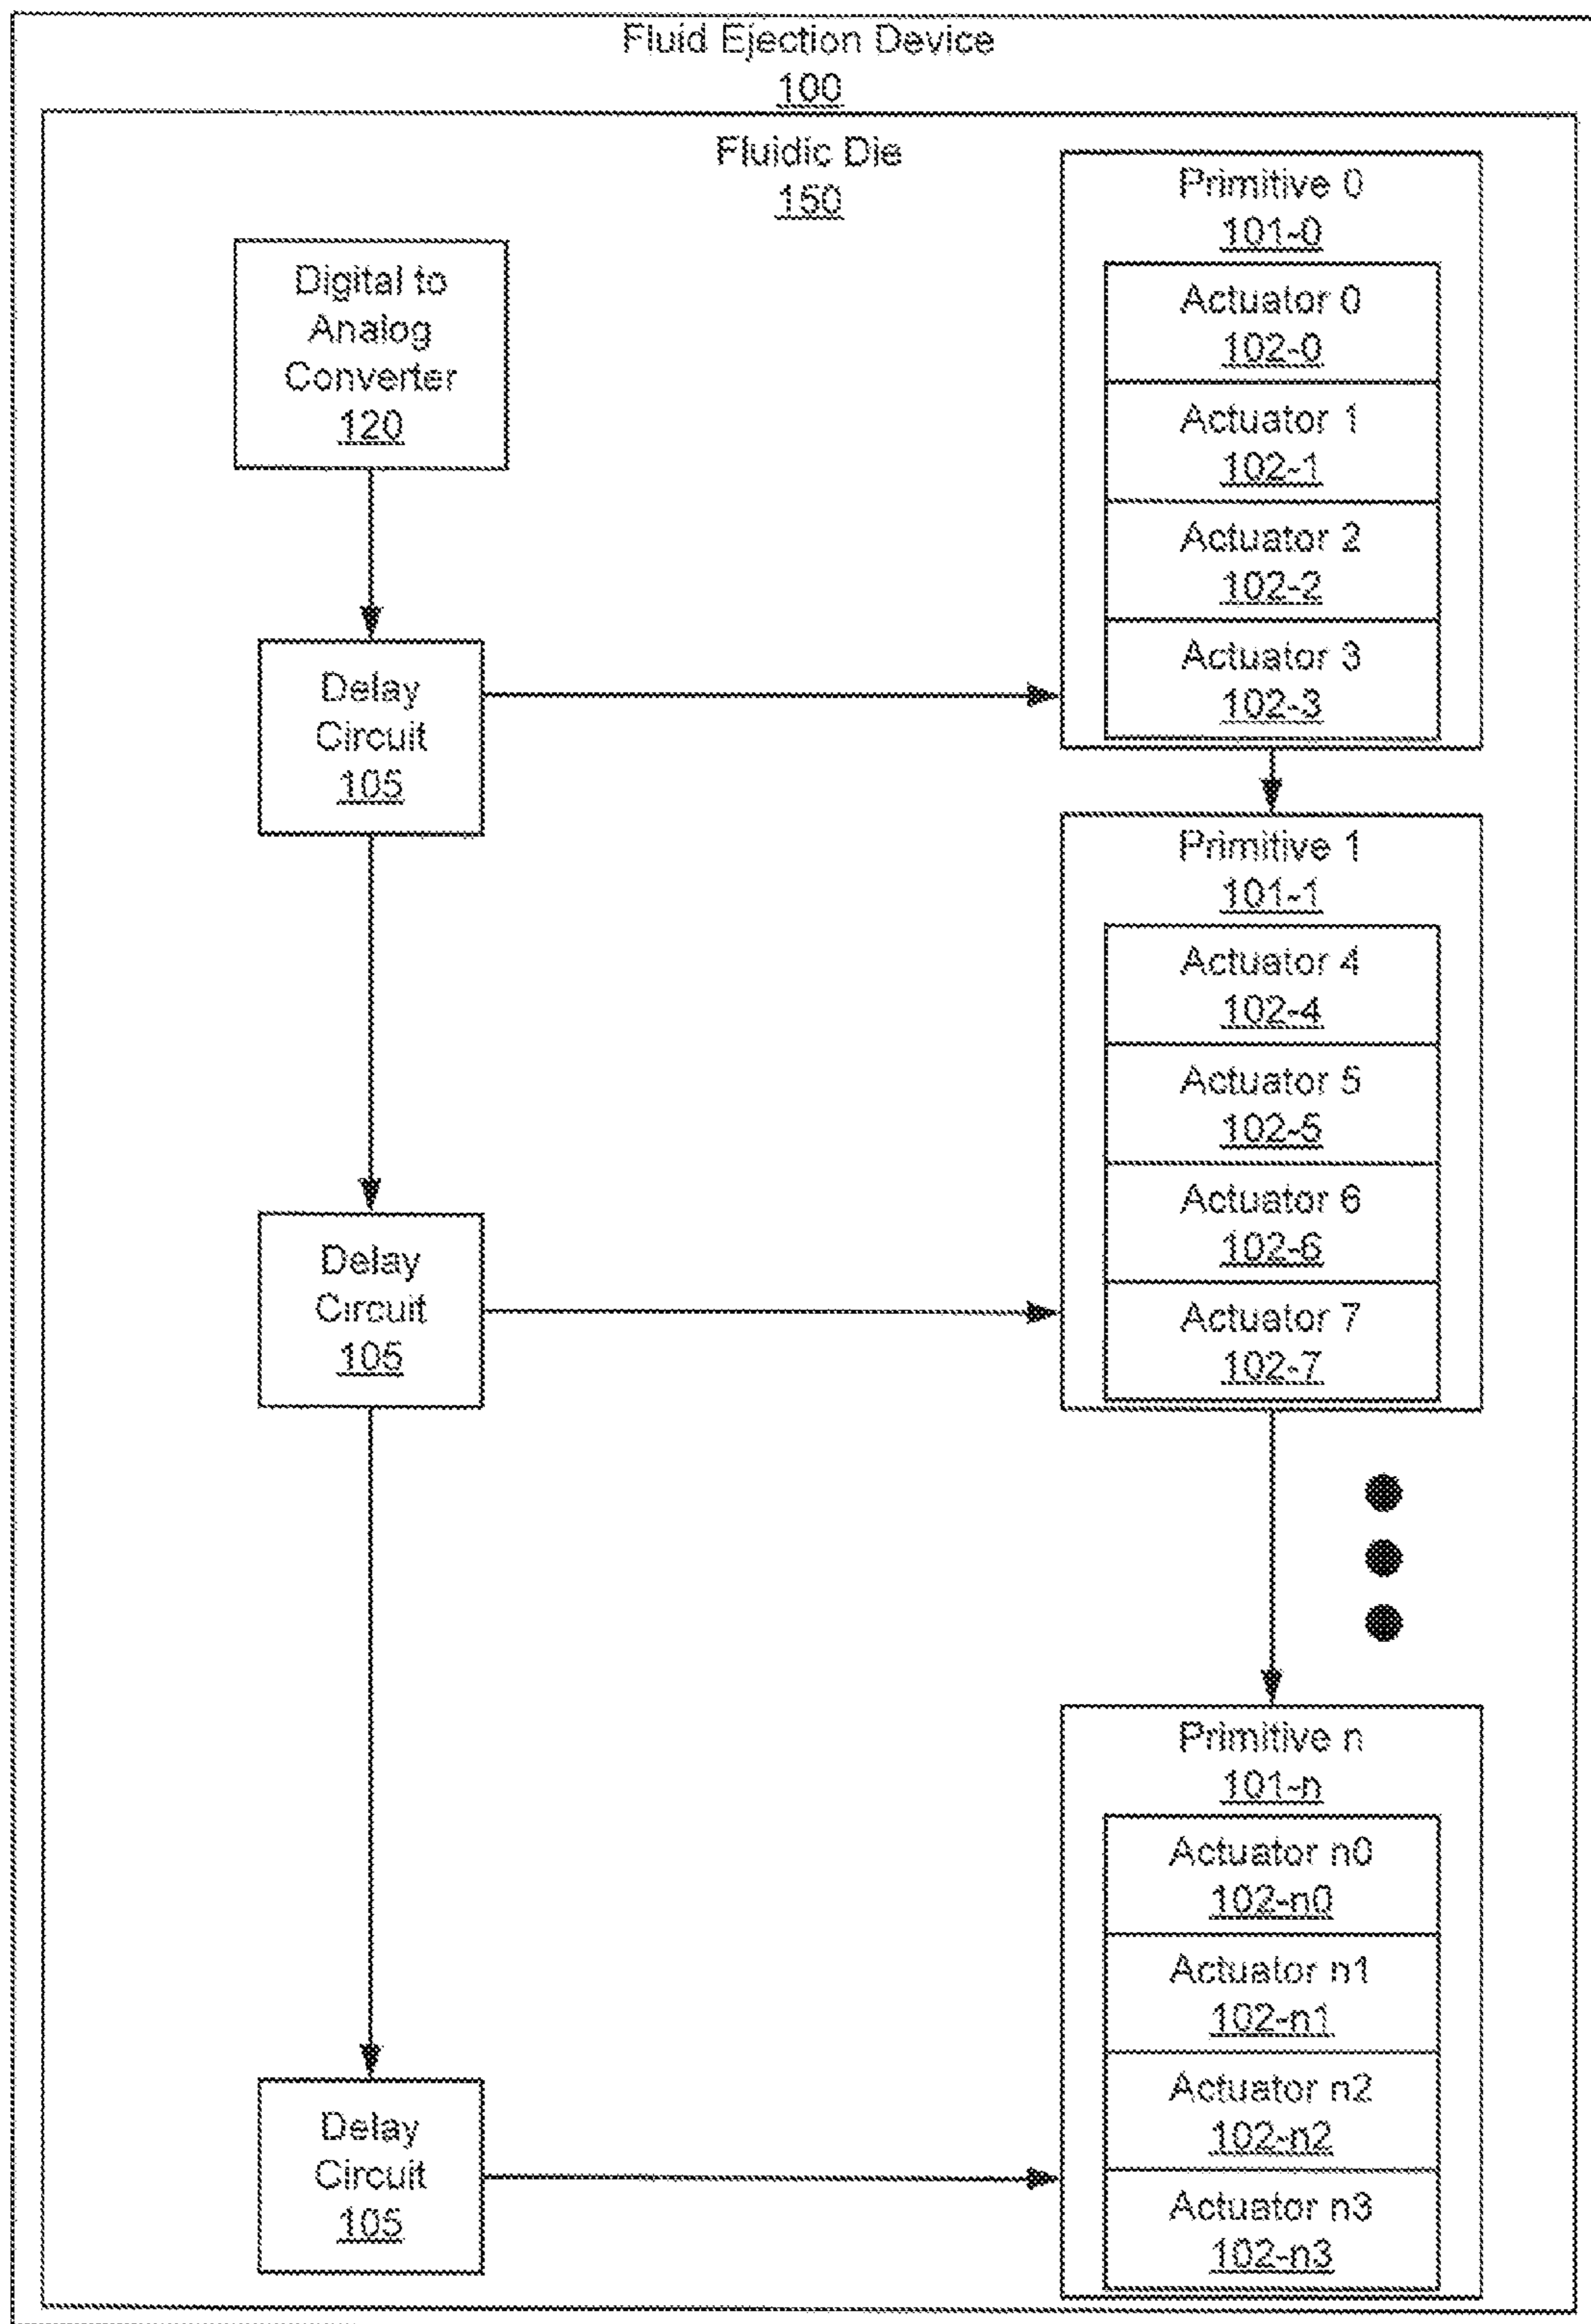 Fluid Ejection Device
100
Fluidic Die
150
Digital to
Analog
Converter
120
Delay
Circuit
105
Delay
Circuit
105
Delay
Circuit
105
Primitive 0
101-0
Actuator 0
102-0
Actuator 1
102-1
Actuator 2
102-2
Actuator 3
102-3
Primitive 1
101-1
Actuator 4
102-4
Actuator 5
102-5
Actuator 6
102-6
Actuator 7
102-7
Primitive n
101-n
Actuator n0
102-n0
Actuator n1
102-n1
Actuator n2
102-n2
Actuator n3
102-n3